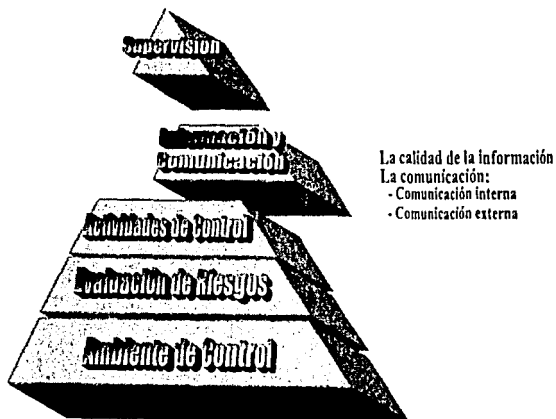 Supervisión
Información y
Comunicación
La calidad de la información
La comunicación:
- Comunicación interna
- Comunicación externa
Actividades de Control
Evaluación de Riesgos
Ambiente de Control